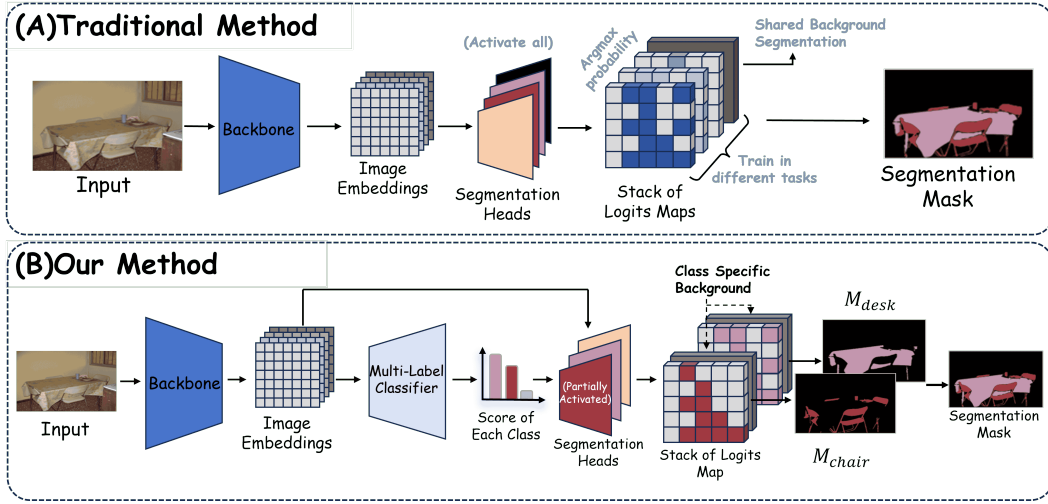 (A)Traditional Method
(Activate all)
Argmax
probability
Shared Background
Segmentation
Backbone
Input
Image
Embeddings
Segmentation
Heads
Stack of
Logits Maps
Train in
different tasks
Segmentation
Mask
(B)Our Method
Class Specific
Background
M_desk
Backbone
Multi-Label
Classifier
(Partially
Activated)
Input
Image
Embeddings
Score of
Each Class
Segmentation
Heads
Stack of Logits
Map
M_chair
Segmentation
Mask